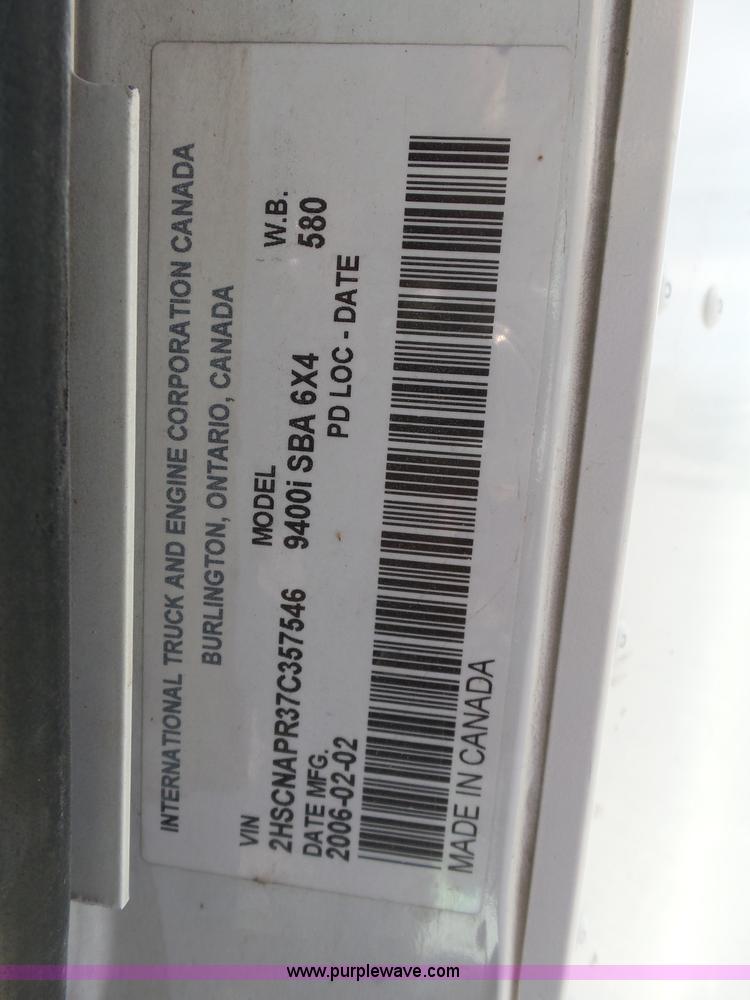 INTERNATIONAL TRUCK AND ENGINE CORPORATION CANADA
BURLINGTON, ONTARIO, CANADA
VIN MODEL W.B.
2HSCNAPR37C357546 9400i SBA 6X4 580
DATE MFG. PD LOC - DATE
2006-02-02
MADE IN CANADA
www.purplewave.com